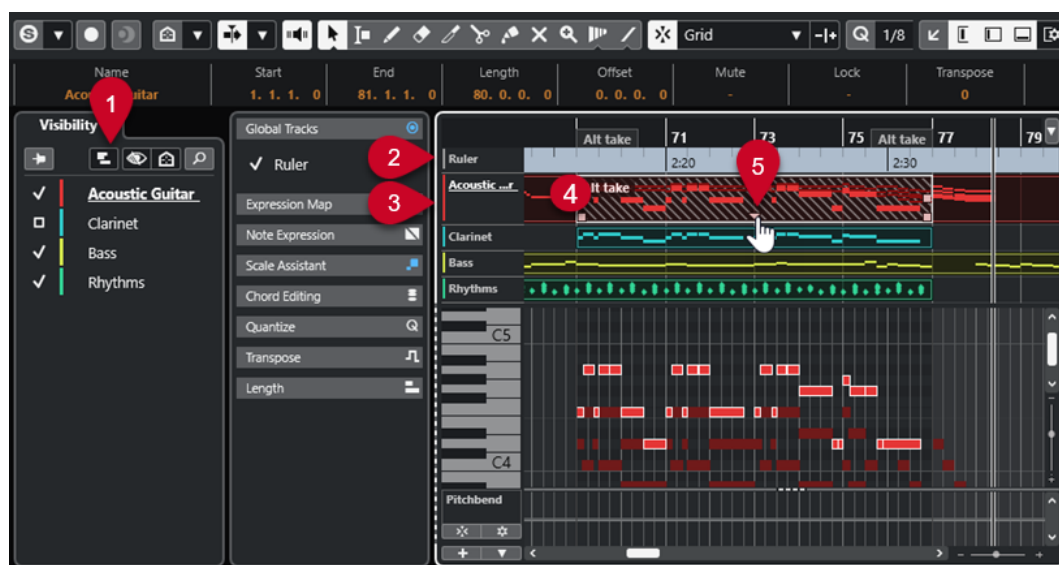 S Grid Q 1/8
Name Start End Length Offset Mute Lock Transpose
1. 1. 1. 0 81. 1. 1. 0 80. 0. 0. 0 0. 0. 0. 0 - - 0
1
Visibility
Acoustic Guitar
Clarinet
Bass
Rhythms
Global Tracks
Ruler
Expression Map
Note Expression
Scale Assistant
Chord Editing
Quantize Q
Transpose
Length
Alt take 71 73 75 Alt take 77 79
2 Ruler 2:20 2:30
5
3 Acoustic ...r
4
Clarinet
Bass
Rhythms
C5
C4
Pitchbend